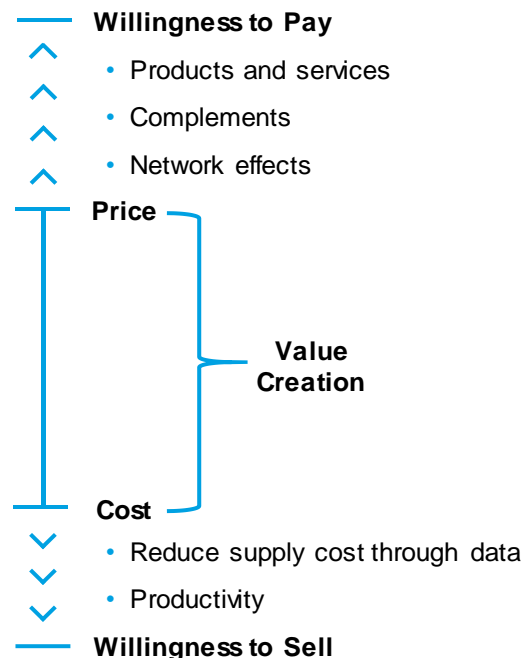 Willingness to Pay
• Products and services
• Complements
• Network effects
Price
Value
Creation
Cost
• Reduce supply cost through data
• Productivity
Willingness to Sell